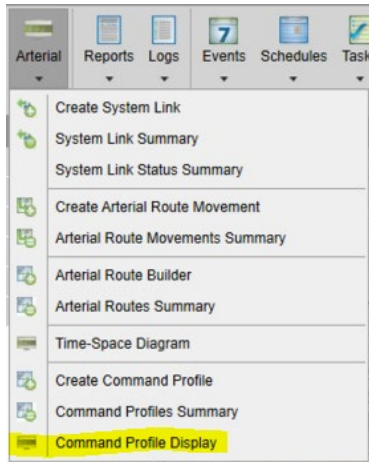 Arterial Reports Logs 7 Events Schedules Task
Create System Link
System Link Summary
System Link Status Summary
Create Arterial Route Movement
Arterial Route Movements Summary
Arterial Route Builder
Arterial Routes Summary
Time-Space Diagram
Create Command Profile
Command Profiles Summary
Command Profile Display